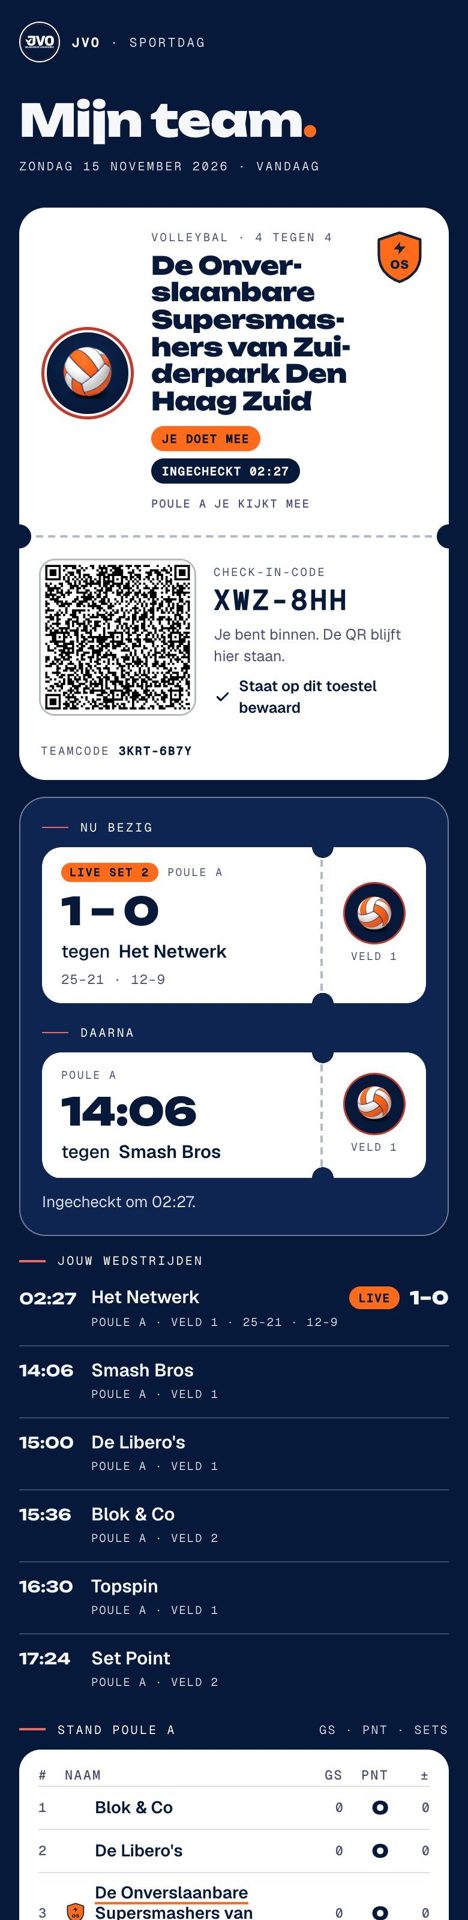 JVO
JVO · SPORTDAG
Mijn team.
ZONDAG 15 NOVEMBER 2026 · VANDAAG
VOLLEYBAL · 4 TEGEN 4
OS
De Onver-
slaanbare
Supersmas-
hers van Zui-
derpark Den
Haag Zuid
JE DOET MEE
INGECHECKT 02:27
POULE A JE KIJKT MEE
CHECK-IN-CODE
XWZ-8HH
Je bent binnen. De QR blijft
hier staan.
Staat op dit toestel
bewaard
TEAMCODE 3KRT-6B7Y
NU BEZIG
LIVE SET 2 POULE A
1–0
tegen Het Netwerk
25–21 · 12–9
VELD 1
DAARNA
POULE A
14:06
tegen Smash Bros
VELD 1
Ingecheckt om 02:27.
JOUW WEDSTRIJDEN
02:27 Het Netwerk LIVE 1–0
POULE A · VELD 1 · 25–21 · 12–9
14:06 Smash Bros
POULE A · VELD 1
15:00 De Libero's
POULE A · VELD 1
15:36 Blok & Co
POULE A · VELD 2
16:30 Topspin
POULE A · VELD 1
17:24 Set Point
POULE A · VELD 2
STAND POULE A GS · PNT · SETS
# NAAM GS PNT ±
1 Blok & Co 0 0 0
2 De Libero's 0 0 0
De Onverslaanbare
3 OS Supersmashers van 0 0 0